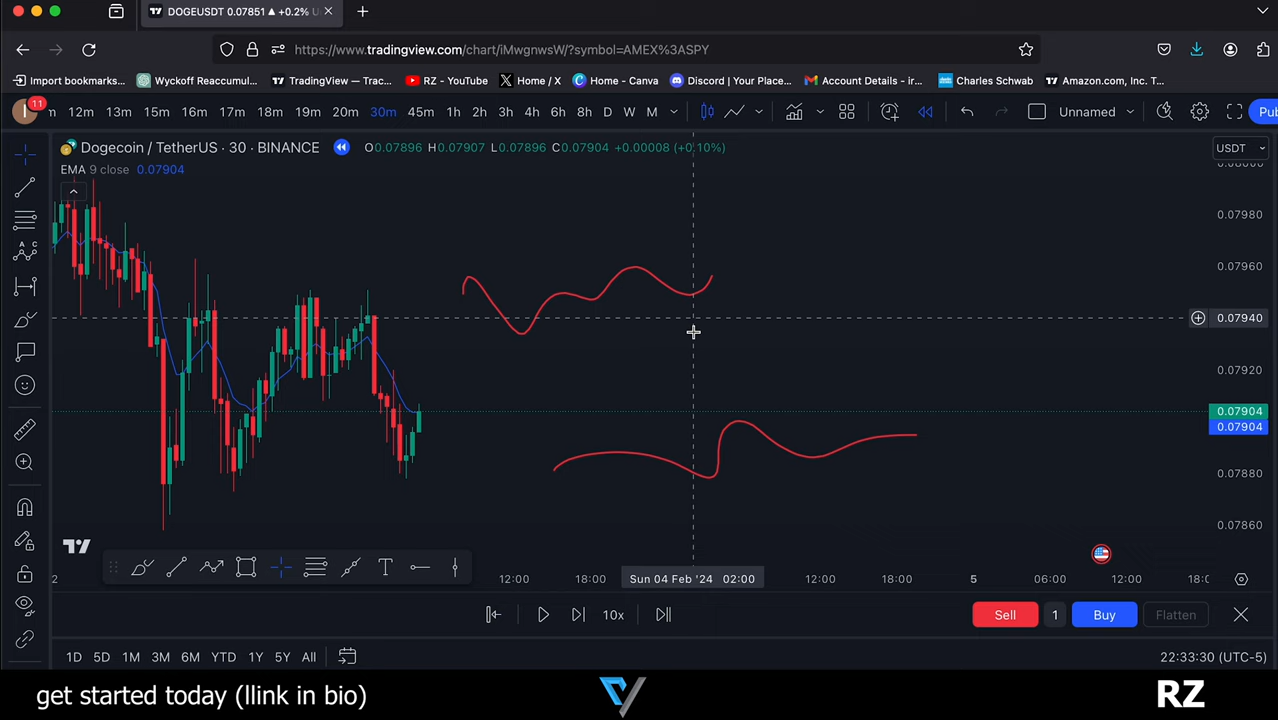 DOGEUSDT 0.07851 ▲ +0.2% U
https://www.tradingview.com/chart/iMwgnwsW/?symbol=AMEX%3ASPY
Import bookmarks... Wyckoff Reaccumul... TradingView — Trac... RZ - YouTube Home / X Home - Canva Discord | Your Place... Account Details - ir... Charles Schwab Amazon.com, Inc. T...
11
I m 12m 13m 15m 16m 17m 18m 19m 20m 30m 45m 1h 2h 3h 4h 6h 8h D W M Unnamed Pub
Dogecoin / TetherUS · 30 · BINANCE O0.07896 H0.07907 L0.07896 C0.07904 +0.00008 (+0.10%) USDT
EMA 9 close 0.07904
0.07980
0.07960
0.07940
0.07920
0.07904
0.07904
0.07880
0.07860
2 12:00 18:00 Sun 04 Feb '24 02:00 12:00 18:00 5 06:00 12:00 18:0
10x Sell 1 Buy Flatten
1D 5D 1M 3M 6M YTD 1Y 5Y All 22:33:30 (UTC-5)
get started today (llink in bio) RZ